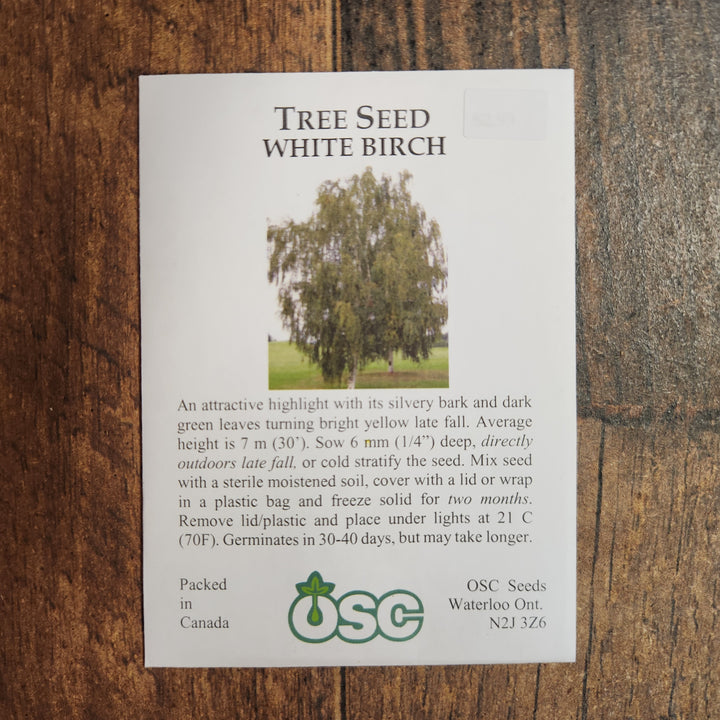 TREE SEED
WHITE BIRCH
An attractive highlight with its silvery bark and dark
green leaves turning bright yellow late fall. Average
height is 7 m (30’). Sow 6 mm (1/4”) deep, directly
outdoors late fall, or cold stratify the seed. Mix seed
with a sterile moistened soil, cover with a lid or wrap
in a plastic bag and freeze solid for two months.
Remove lid/plastic and place under lights at 21 C
(70F). Germinates in 30-40 days, but may take longer.
Packed
in
Canada
OSC
OSC Seeds
Waterloo Ont.
N2J 3Z6